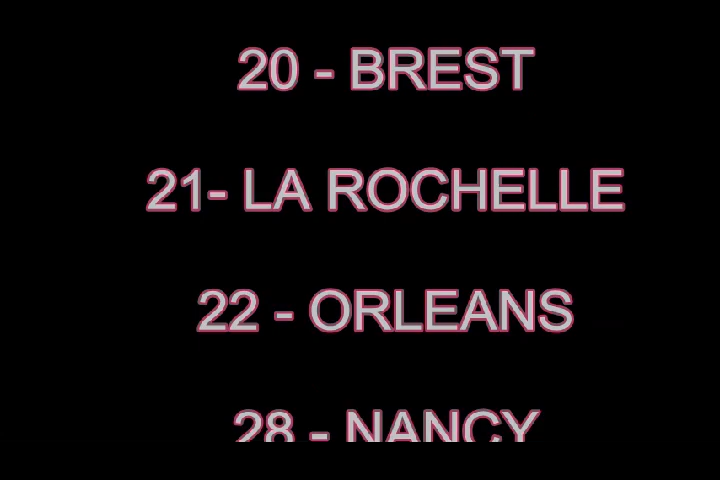 20 - BREST
21- LA ROCHELLE
22 - ORLEANS
28 - NANCY